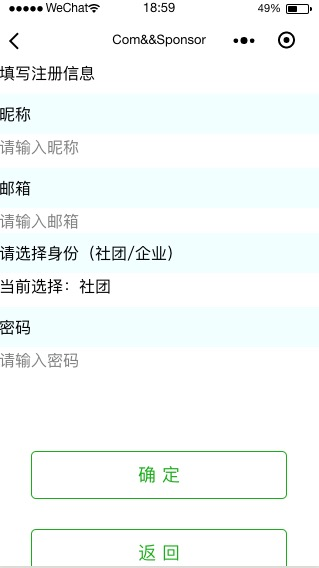 WeChat 18:59 49%
Com&&Sponsor
填写注册信息
昵称
请输入昵称
邮箱
请输入邮箱
请选择身份（社团/企业）
当前选择：社团
密码
请输入密码
确 定
返 回